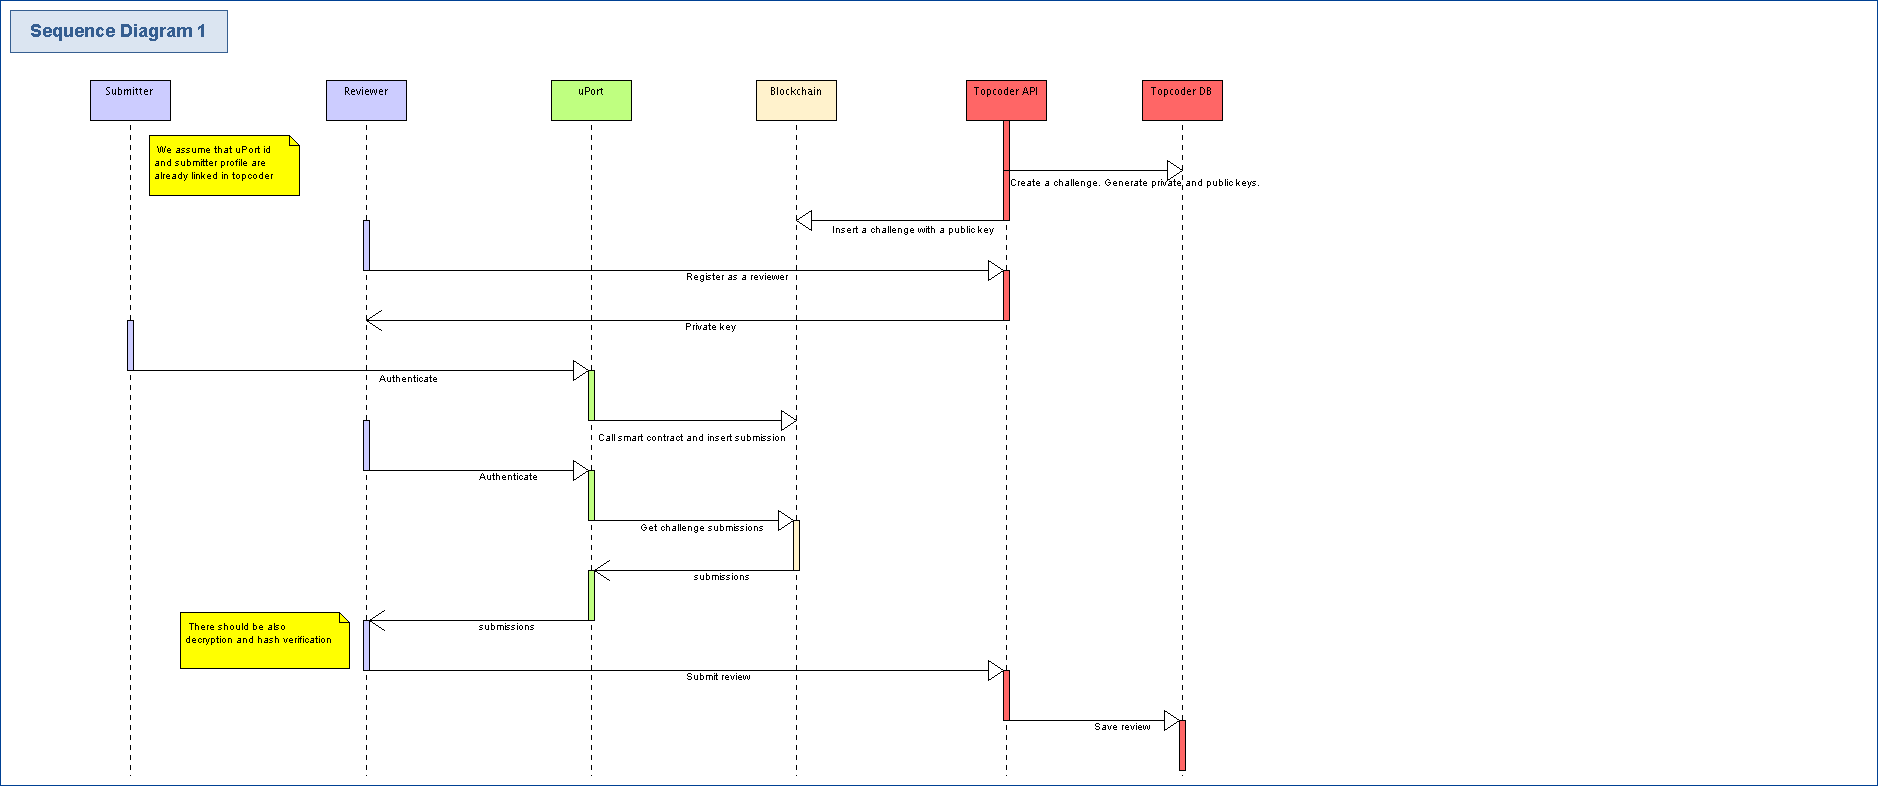 Sequence Diagram 1
Submitter
Reviewer
uPort
Blockchain
Topcoder API
Topcoder DB
We assume that uPort id
and submitter profile are
already linked in topcoder
Create a challenge. Generate private and public keys.
Insert a challenge with a public key
Register as a reviewer
Private key
Authenticate
Call smart contract and insert submission
Authenticate
Get challenge submissions
submissions
submissions
There should be also
decryption and hash verification
Submit review
Save review